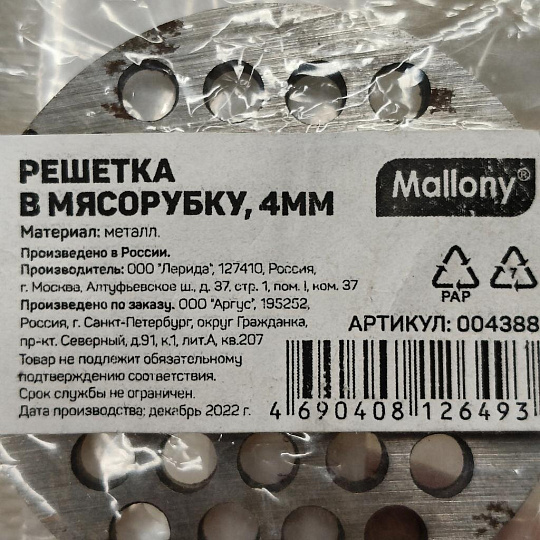 РЕШЕТКА
В МЯСОРУБКУ, 4ММ
Mallony®
Материал: металл.
Произведено в России.
Производитель: ООО "Лерида", 127410, Россия,
г. Москва, Алтуфьевское ш., д. 37, стр. 1, пом. I, ком. 37
Произведено по заказу. ООО "Аргус", 195252,
Россия, г. Санкт-Петербург, округ Гражданка,
пр-кт. Северный, д.91, к.1, лит.А, кв.207
Товар не подлежит обязательному
подтверждению соответствия.
Срок службы не ограничен.
Дата производства: декабрь 2022 г.
PAP
7
АРТИКУЛ: 004388
4 690408 126493